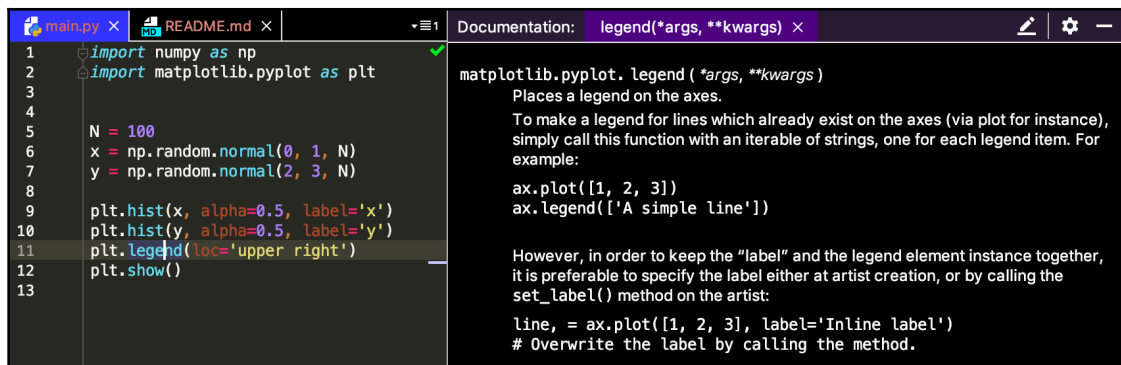 main.py × README.md × 1
1 import numpy as np
2 import matplotlib.pyplot as plt
3
4
5 N = 100
6 x = np.random.normal(0, 1, N)
7 y = np.random.normal(2, 3, N)
8
9 plt.hist(x, alpha=0.5, label='x')
10 plt.hist(y, alpha=0.5, label='y')
11 plt.legend(loc='upper right')
12 plt.show()
13
Documentation: legend(*args, **kwargs) ×
matplotlib.pyplot. legend ( *args, **kwargs )
Places a legend on the axes.
To make a legend for lines which already exist on the axes (via plot for instance),
simply call this function with an iterable of strings, one for each legend item. For
example:
ax.plot([1, 2, 3])
ax.legend(['A simple line'])
However, in order to keep the “label” and the legend element instance together,
it is preferable to specify the label either at artist creation, or by calling the
set_label() method on the artist:
line, = ax.plot([1, 2, 3], label='Inline label')
# Overwrite the label by calling the method.